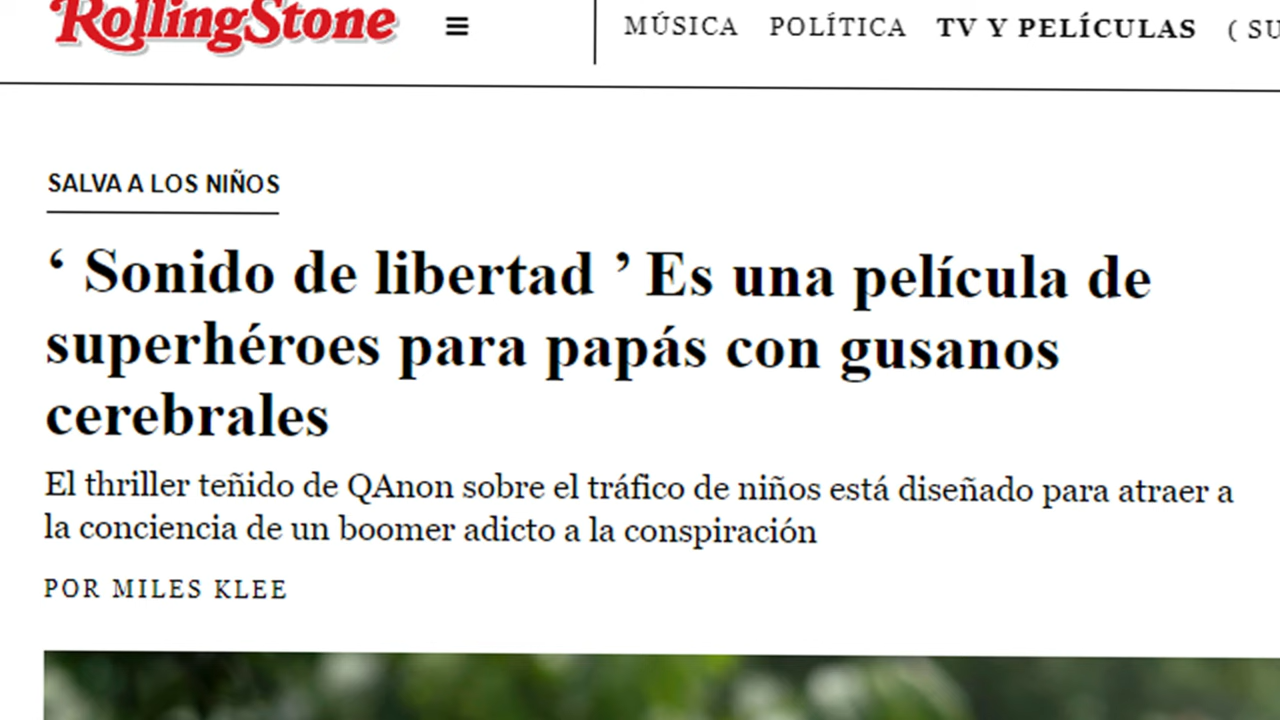 RollingStone
MÚSICA POLÍTICA TV Y PELÍCULAS ( SU
SALVA A LOS NIÑOS
‘ Sonido de libertad ’ Es una película de
superhéroes para papás con gusanos
cerebrales
El thriller teñido de QAnon sobre el tráfico de niños está diseñado para atraer a
la conciencia de un boomer adicto a la conspiración
POR MILES KLEE